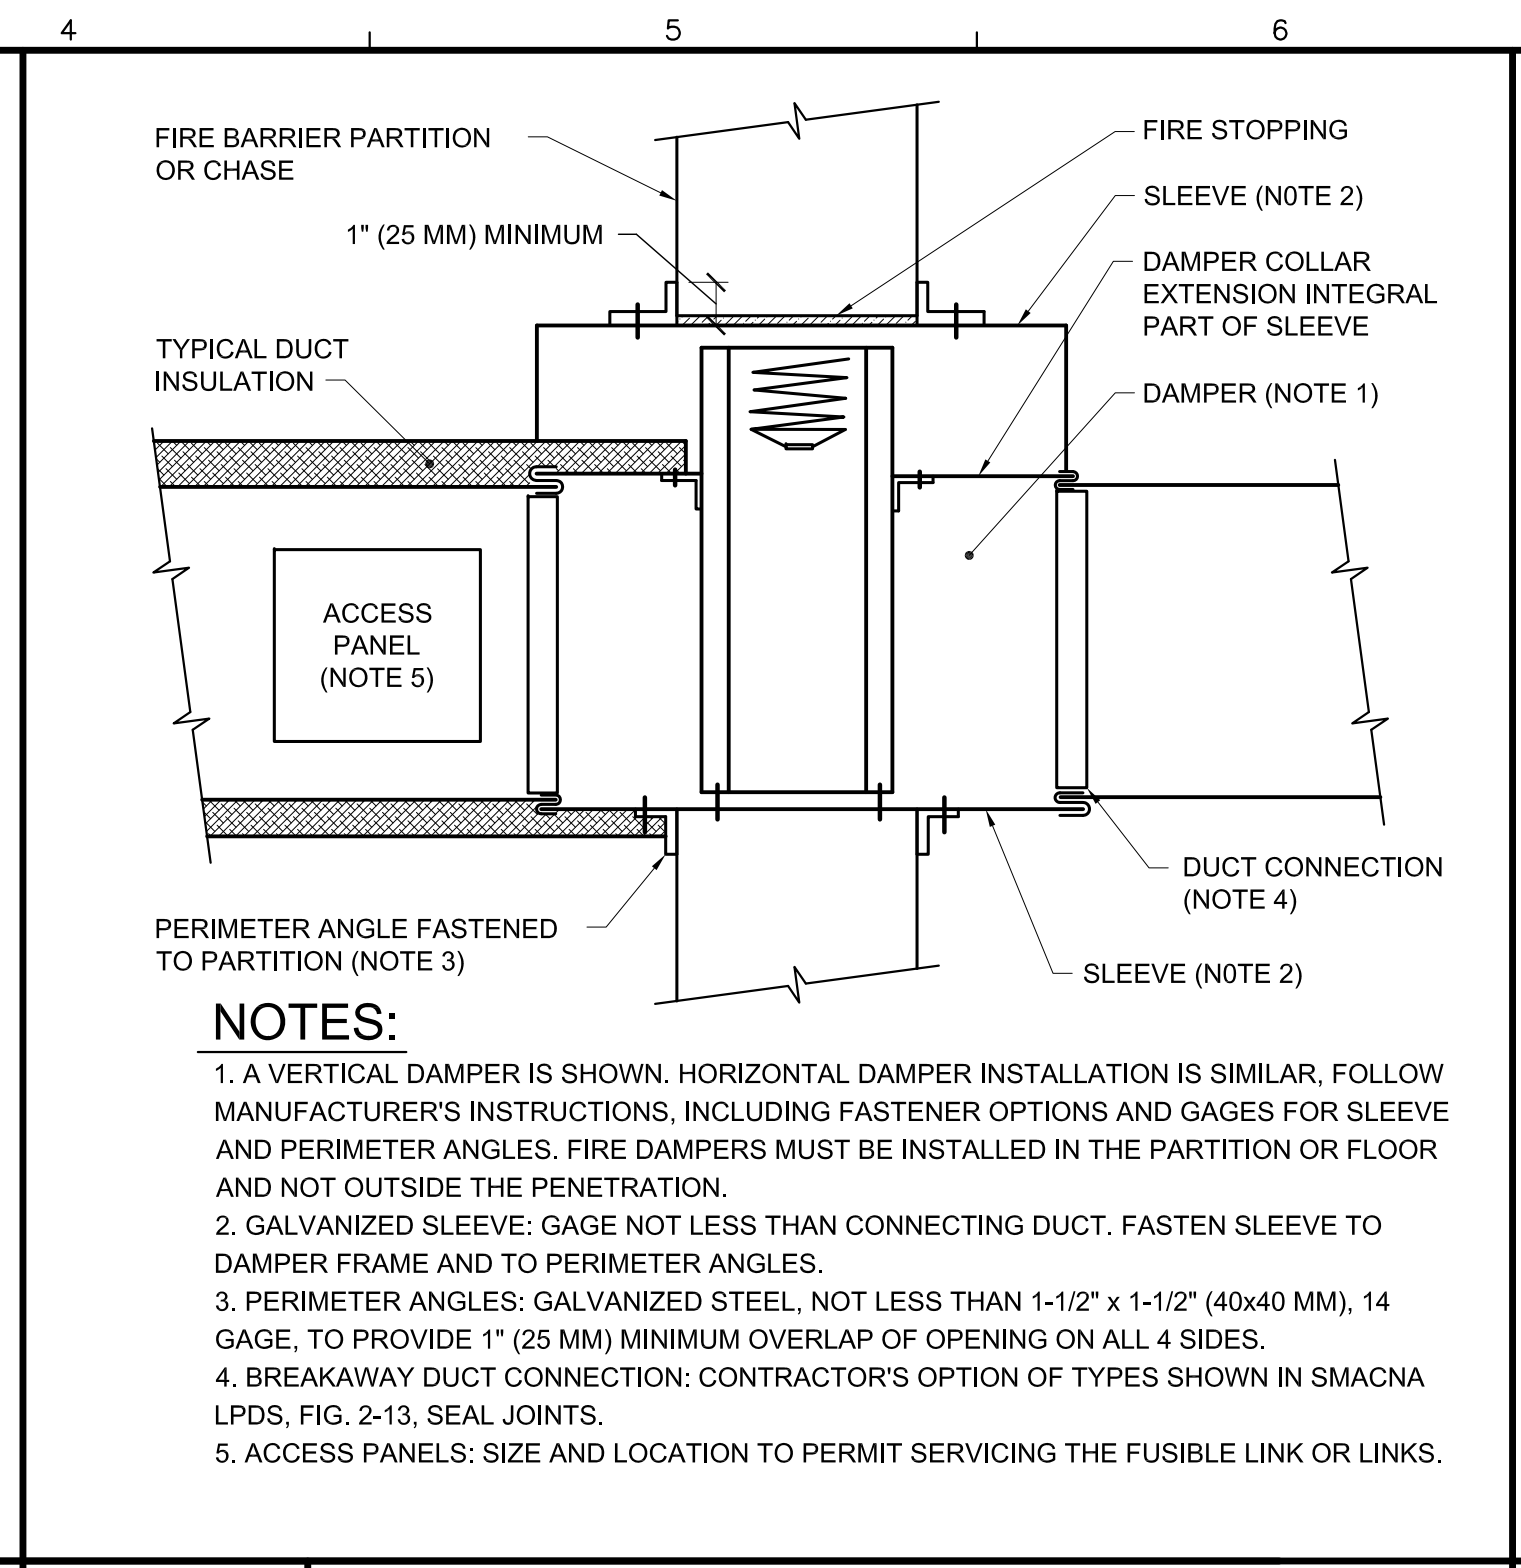 4 5 6
FIRE BARRIER PARTITION
OR CHASE
1" (25 MM) MINIMUM
TYPICAL DUCT
INSULATION
FIRE STOPPING
SLEEVE (N0TE 2)
DAMPER COLLAR
EXTENSION INTEGRAL
PART OF SLEEVE
DAMPER (NOTE 1)
ACCESS
PANEL
(NOTE 5)
DUCT CONNECTION
(NOTE 4)
PERIMETER ANGLE FASTENED
TO PARTITION (NOTE 3)
SLEEVE (N0TE 2)
NOTES:
1. A VERTICAL DAMPER IS SHOWN. HORIZONTAL DAMPER INSTALLATION IS SIMILAR, FOLLOW
MANUFACTURER'S INSTRUCTIONS, INCLUDING FASTENER OPTIONS AND GAGES FOR SLEEVE
AND PERIMETER ANGLES. FIRE DAMPERS MUST BE INSTALLED IN THE PARTITION OR FLOOR
AND NOT OUTSIDE THE PENETRATION.
2. GALVANIZED SLEEVE: GAGE NOT LESS THAN CONNECTING DUCT. FASTEN SLEEVE TO
DAMPER FRAME AND TO PERIMETER ANGLES.
3. PERIMETER ANGLES: GALVANIZED STEEL, NOT LESS THAN 1-1/2" x 1-1/2" (40x40 MM), 14
GAGE, TO PROVIDE 1" (25 MM) MINIMUM OVERLAP OF OPENING ON ALL 4 SIDES.
4. BREAKAWAY DUCT CONNECTION: CONTRACTOR'S OPTION OF TYPES SHOWN IN SMACNA
LPDS, FIG. 2-13, SEAL JOINTS.
5. ACCESS PANELS: SIZE AND LOCATION TO PERMIT SERVICING THE FUSIBLE LINK OR LINKS.